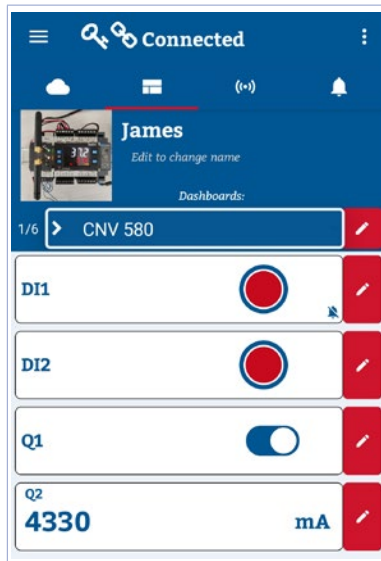 Connected
James
Edit to change name
Dashboards:
1/6 CNV 580
DI1
DI2
Q1
Q2
4330 mA